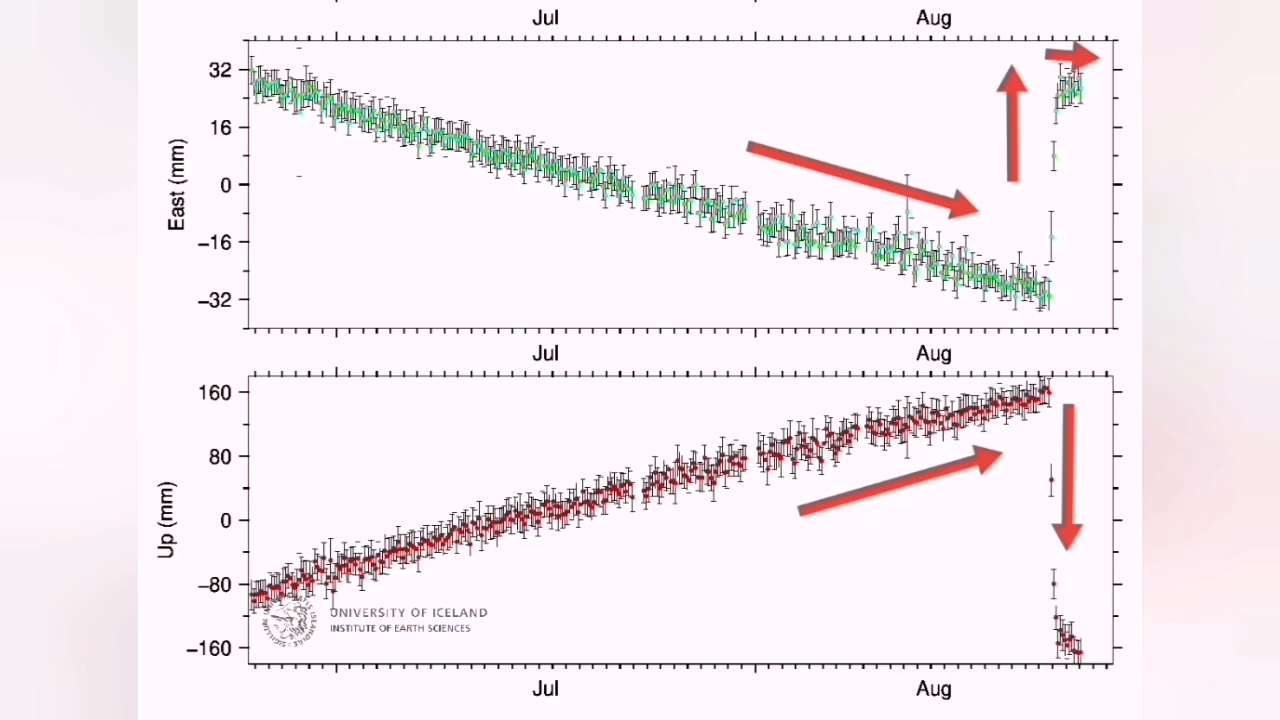 Jul Aug
32
16
0
−16
−32
East (mm)
Jul Aug
160
80
0
−80
−160
Up (mm)
UNIVERSITY OF ICELAND
INSTITUTE OF EARTH SCIENCES
Jul Aug